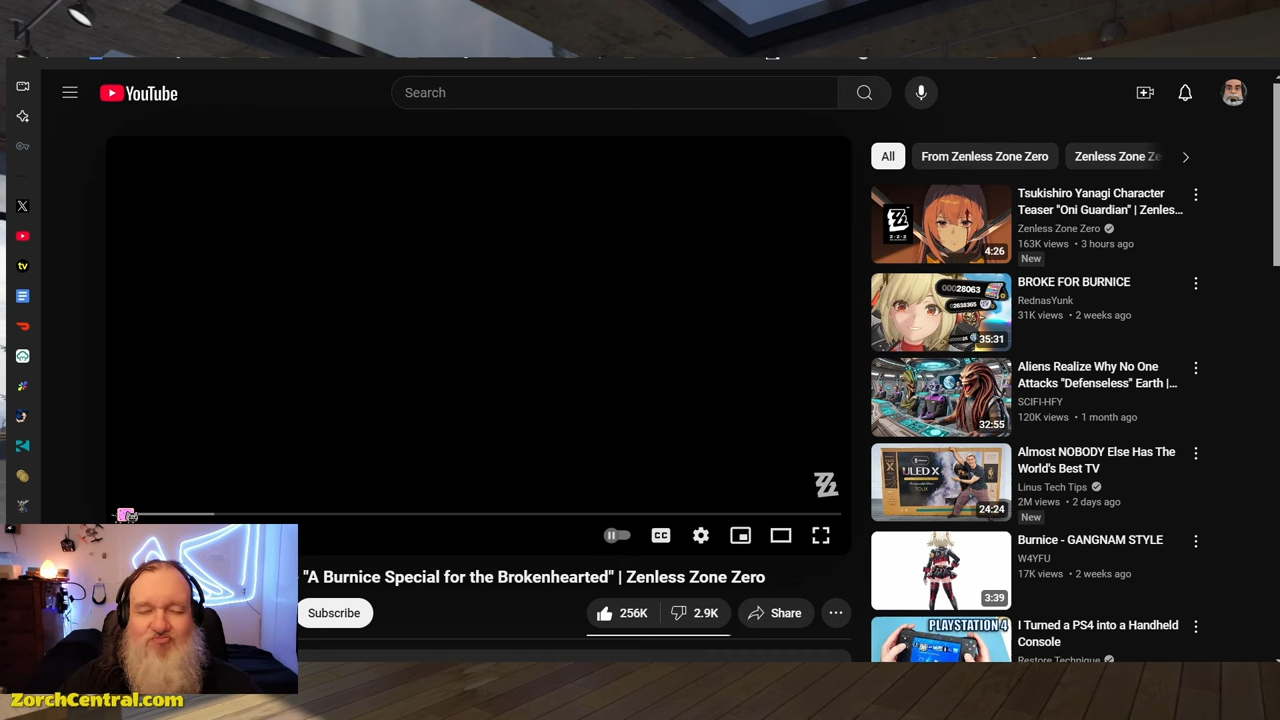 YouTube
Search
All
From Zenless Zone Zero
Zenless Zone Ze
Tsukishiro Yanagi Character
Teaser "Oni Guardian" | Zenles...
Zenless Zone Zero
163K views • 3 hours ago
New
4:26
BROKE FOR BURNICE
RednasYunk
31K views • 2 weeks ago
00028063
35:31
Aliens Realize Why No One
Attacks "Defenseless" Earth |...
SCIFI-HFY
120K views • 1 month ago
32:55
Almost NOBODY Else Has The
World's Best TV
Linus Tech Tips
2M views • 2 days ago
New
ULED X
24:24
Burnice - GANGNAM STYLE
W4YFU
17K views • 2 weeks ago
3:39
I Turned a PS4 into a Handheld
Console
Restore Technique
PLAYSTATION 4
X
tv
CC
"A Burnice Special for the Brokenhearted" | Zenless Zone Zero
Subscribe
256K
2.9K
Share
ZorchCentral.com